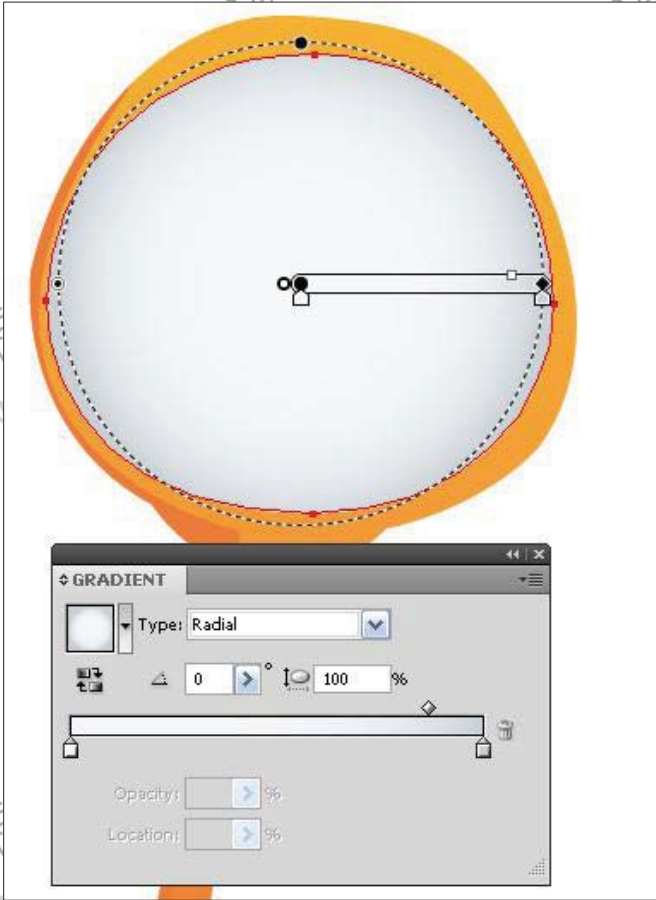 GRADIENT
Type: Radial
0 ° 100 %
Opacity: %
Location: %